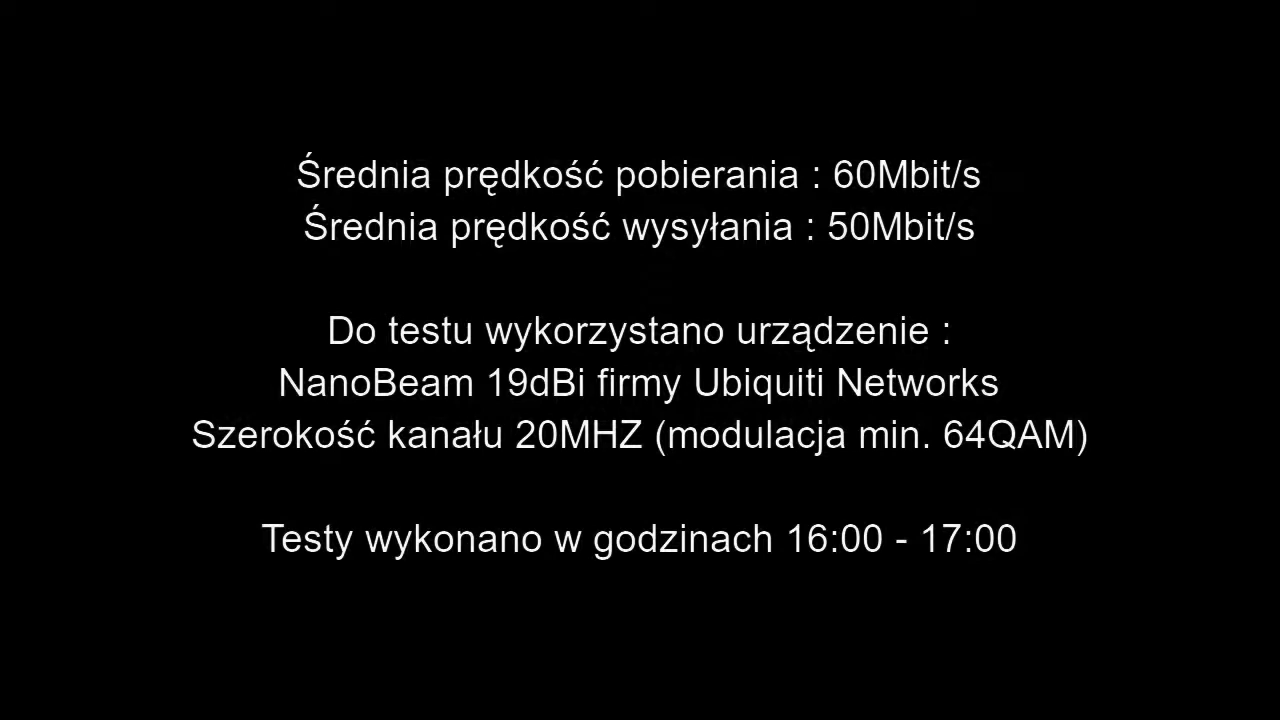 Średnia prędkość pobierania : 60Mbit/s
Średnia prędkość wysyłania : 50Mbit/s
Do testu wykorzystano urządzenie :
NanoBeam 19dBi firmy Ubiquiti Networks
Szerokość kanału 20MHZ (modulacja min. 64QAM)
Testy wykonano w godzinach 16:00 - 17:00